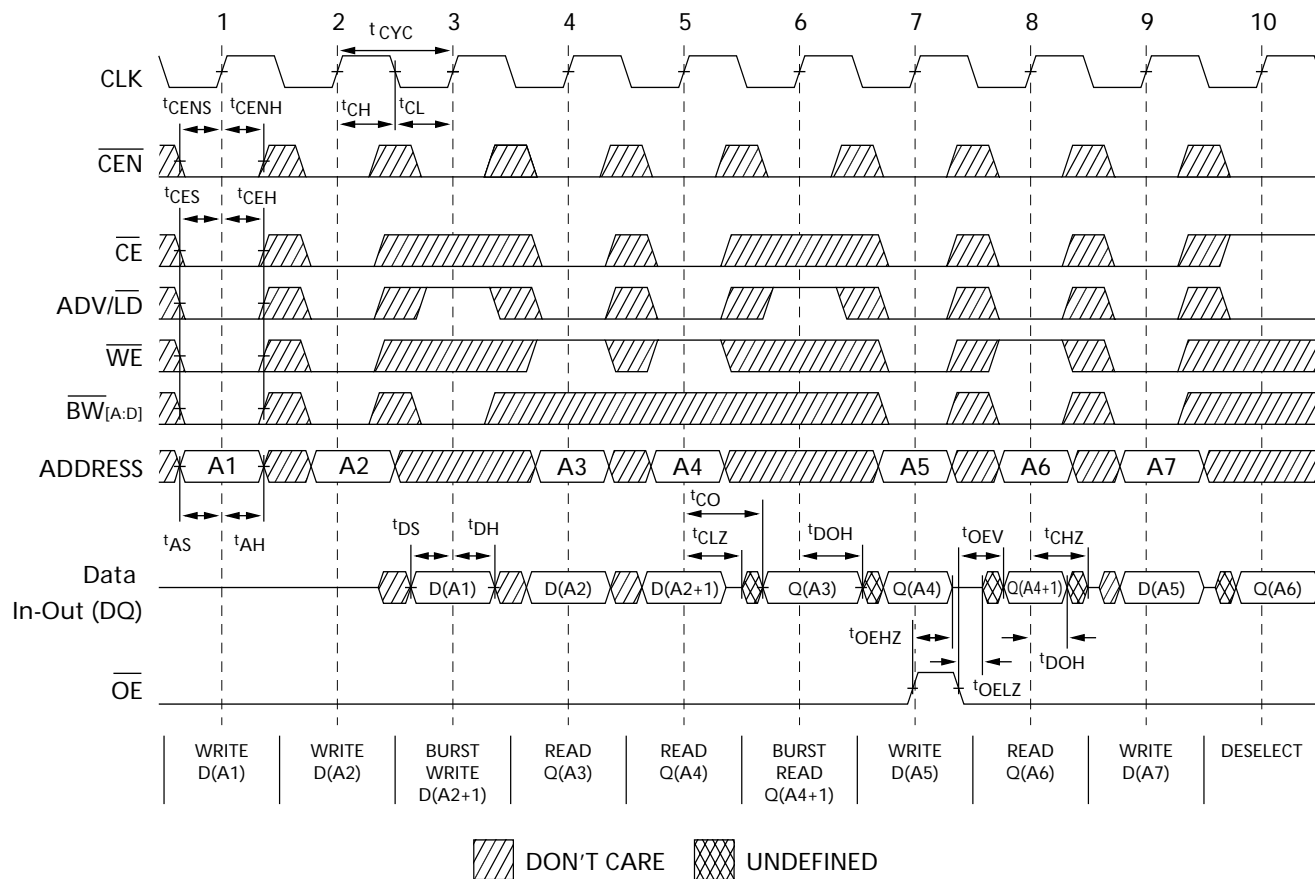 1 2 3 4 5 6 7 8 9 10
tCYC
CLK
tCENS tCENH tCH tCL
CEN
tCES tCEH
CE
ADV/LD
WE
BW[A:D]
ADDRESS A1 A2 A3 A4 A5 A6 A7
tCO
tAS tAH tDS tDH tCLZ tDOH tOEV tCHZ
Data
In-Out (DQ)
D(A1) D(A2) D(A2+1) Q(A3) Q(A4) Q(A4+1) D(A5) Q(A6)
tOEHZ tDOH
tOELZ
OE
WRITE
D(A1)
WRITE
D(A2)
BURST
WRITE
D(A2+1)
READ
Q(A3)
READ
Q(A4)
BURST
READ
Q(A4+1)
WRITE
D(A5)
READ
Q(A6)
WRITE
D(A7)
DESELECT
DON'T CARE UNDEFINED